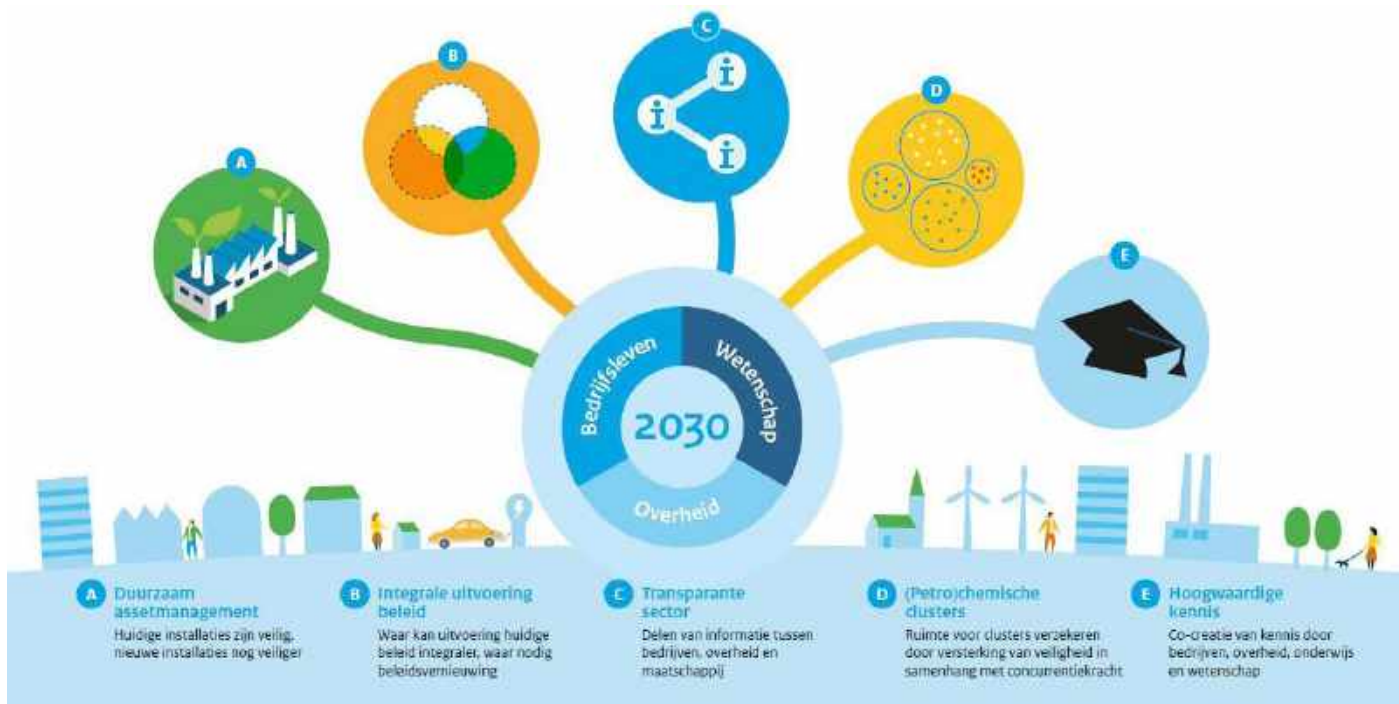 C
B
D
A
E
Bedrijfsleven
Wetenschap
2030
Overheid
A Duurzaam
assetmanagement
Huidige installaties zijn veilig,
nieuwe installaties nog veiliger
B Integrale uitvoering
beleid
Waar kan uitvoering huidige
beleid integraler, waar nodig
beleidsvernieuwing
C Transparante
sector
Delen van informatie tussen
bedrijven, overheid en
maatschappij
D (Petro)chemische
clusters
Ruimte voor clusters verzekeren
door versterking van veiligheid in
samenhang met concurrentiekracht
E Hoogwaardige
kennis
Co-creatie van kennis door
bedrijven, overheid, onderwijs
en wetenschap